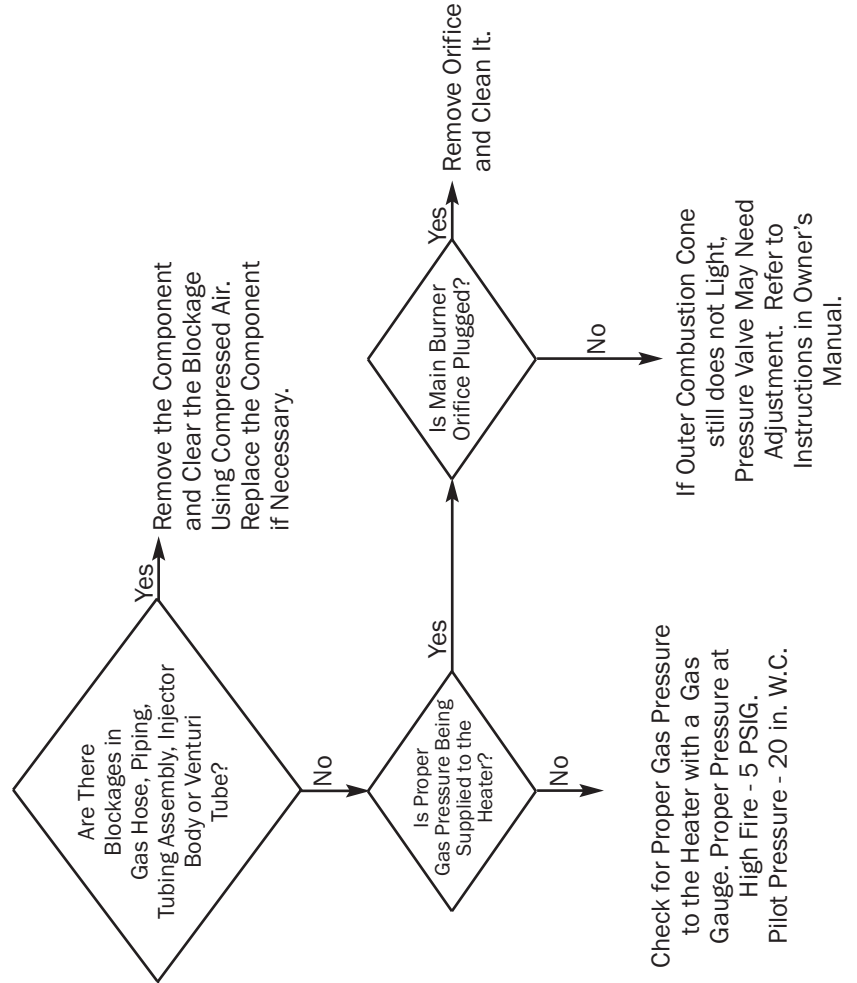 Are There
Blockages in
Gas Hose, Piping,
Tubing Assembly, Injector
Body or Venturi
Tube?
Yes
Remove the Component
and Clear the Blockage
Using Compressed Air.
Replace the Component
if Necessary.
No
Is Proper
Gas Pressure Being
Supplied to the
Heater?
Yes
Is Main Burner
Orifice Plugged?
Yes
Remove Orifice
and Clean It.
No
If Outer Combustion Cone
still does not Light,
Pressure Valve May Need
Adjustment. Refer to
Instructions in Owner's
Manual.
No
Check for Proper Gas Pressure
to the Heater with a Gas
Gauge. Proper Pressure at
High Fire - 5 PSIG.
Pilot Pressure - 20 in. W.C.